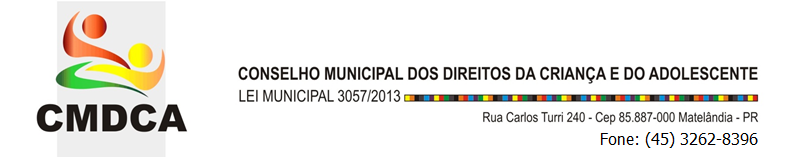 CMDCA
CONSELHO MUNICIPAL DOS DIREITOS DA CRIANÇA E DO ADOLESCENTE
LEI MUNICIPAL 3057/2013
Rua Carlos Turri 240 - Cep 85.887-000 Matelândia - PR
Fone: (45) 3262-8396